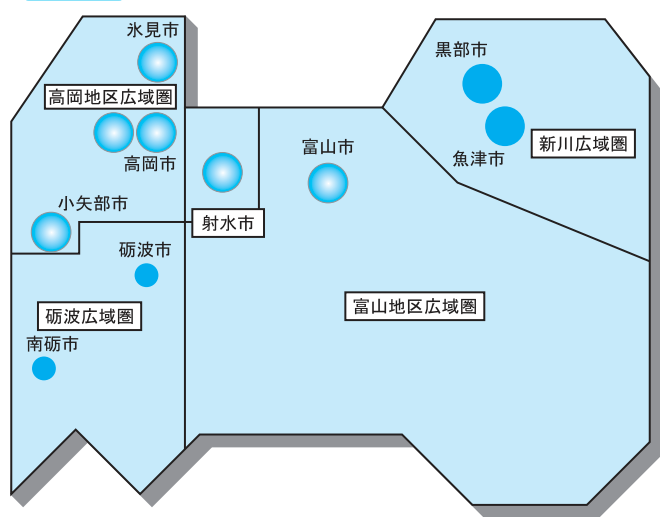 氷見市
高岡地区広域圏
高岡市
小矢部市
砺波市
砺波広域圏
南砺市
射水市
富山市
富山地区広域圏
黒部市
魚津市
新川広域圏